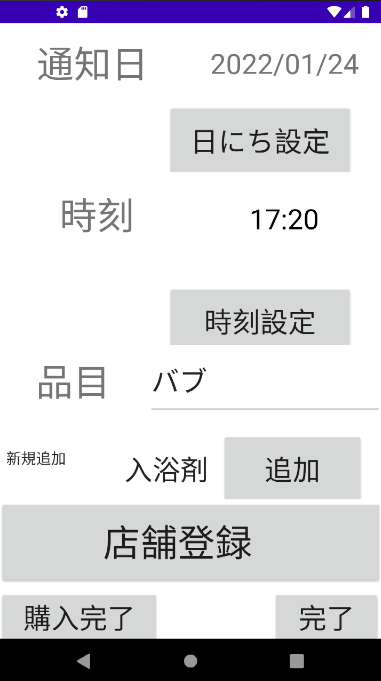 通知日 2022/01/24
日にち設定
時刻 17:20
時刻設定
品目 バブ
新規追加 入浴剤 追加
店舗登録
購入完了 完了